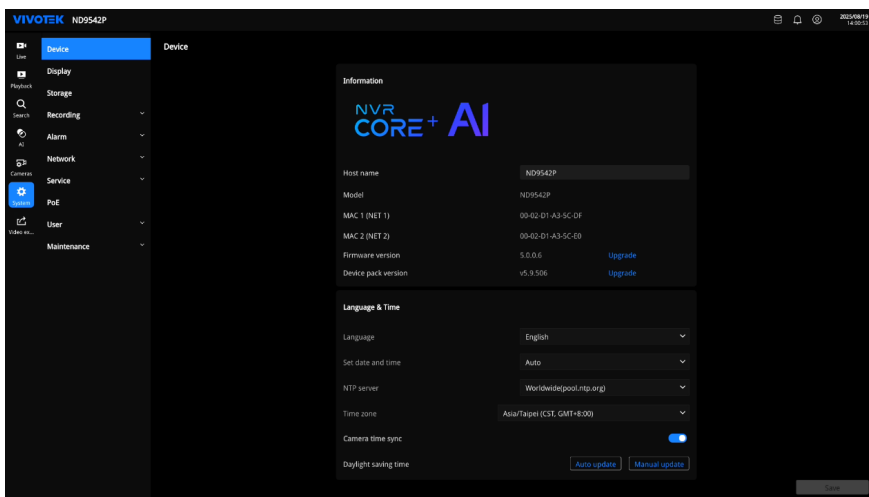 VIVOTEK ND9542P
2025/08/19
14:00:53
Live
Playback
Search
AI
Cameras
System
Video ex...
Device
Display
Storage
Recording
Alarm
Network
Service
PoE
User
Maintenance
Device
Information
NVR
CORE+ AI
Host name ND9542P
Model ND9542P
MAC 1 (NET 1) 00-02-D1-A3-5C-DF
MAC 2 (NET 2) 00-02-D1-A3-5C-E0
Firmware version 5.0.0.6 Upgrade
Device pack version v5.9.506 Upgrade
Language & Time
Language English
Set date and time Auto
NTP server Worldwide(pool.ntp.org)
Time zone Asia/Taipei (CST, GMT+8:00)
Camera time sync
Daylight saving time Auto update Manual update
Save